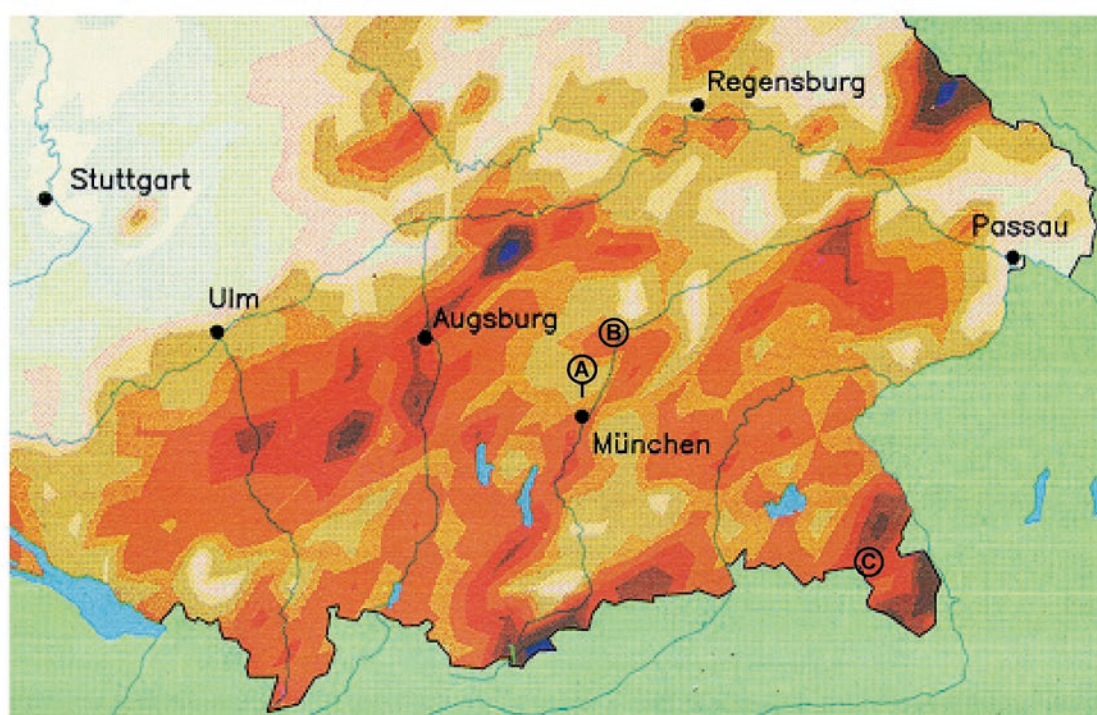 Regensburg
Stuttgart
Passau
Ulm
Augsburg
B
A
München
C